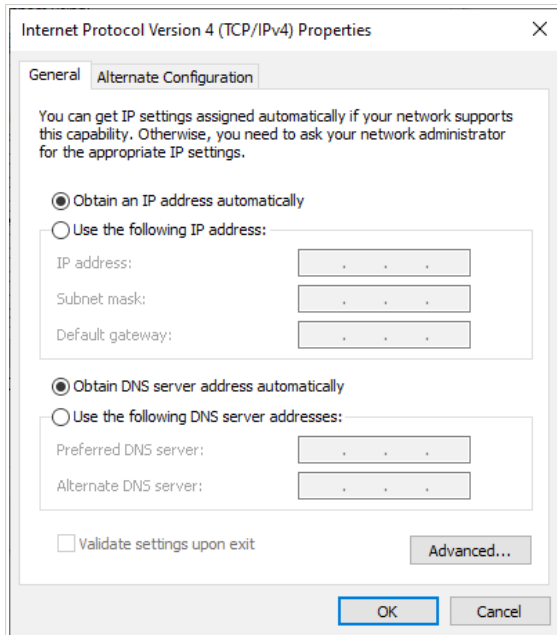 Internet Protocol Version 4 (TCP/IPv4) Properties
General
Alternate Configuration
You can get IP settings assigned automatically if your network supports
this capability. Otherwise, you need to ask your network administrator
for the appropriate IP settings.
Obtain an IP address automatically
Use the following IP address:
IP address:
Subnet mask:
Default gateway:
Obtain DNS server address automatically
Use the following DNS server addresses:
Preferred DNS server:
Alternate DNS server:
Validate settings upon exit
Advanced...
OK
Cancel